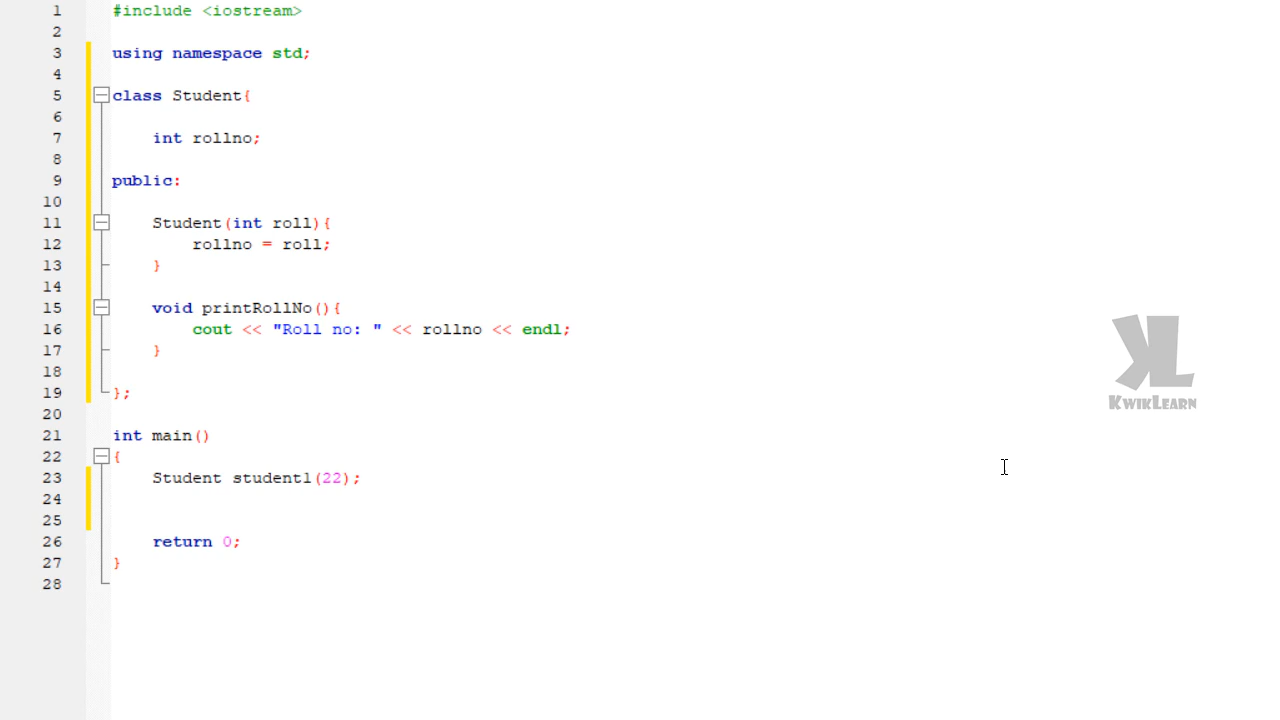 1 #include <iostream>
2
3 using namespace std;
4
5 class Student{
6
7 int rollno;
8
9 public:
10
11 Student(int roll){
12 rollno = roll;
13 }
14
15 void printRollNo(){
16 cout << "Roll no: " << rollno << endl;
17 }
18
19 };
20
21 int main()
22 {
23 Student student1(22);
24
25
26 return 0;
27 }
28
KL
KWIKLEARN